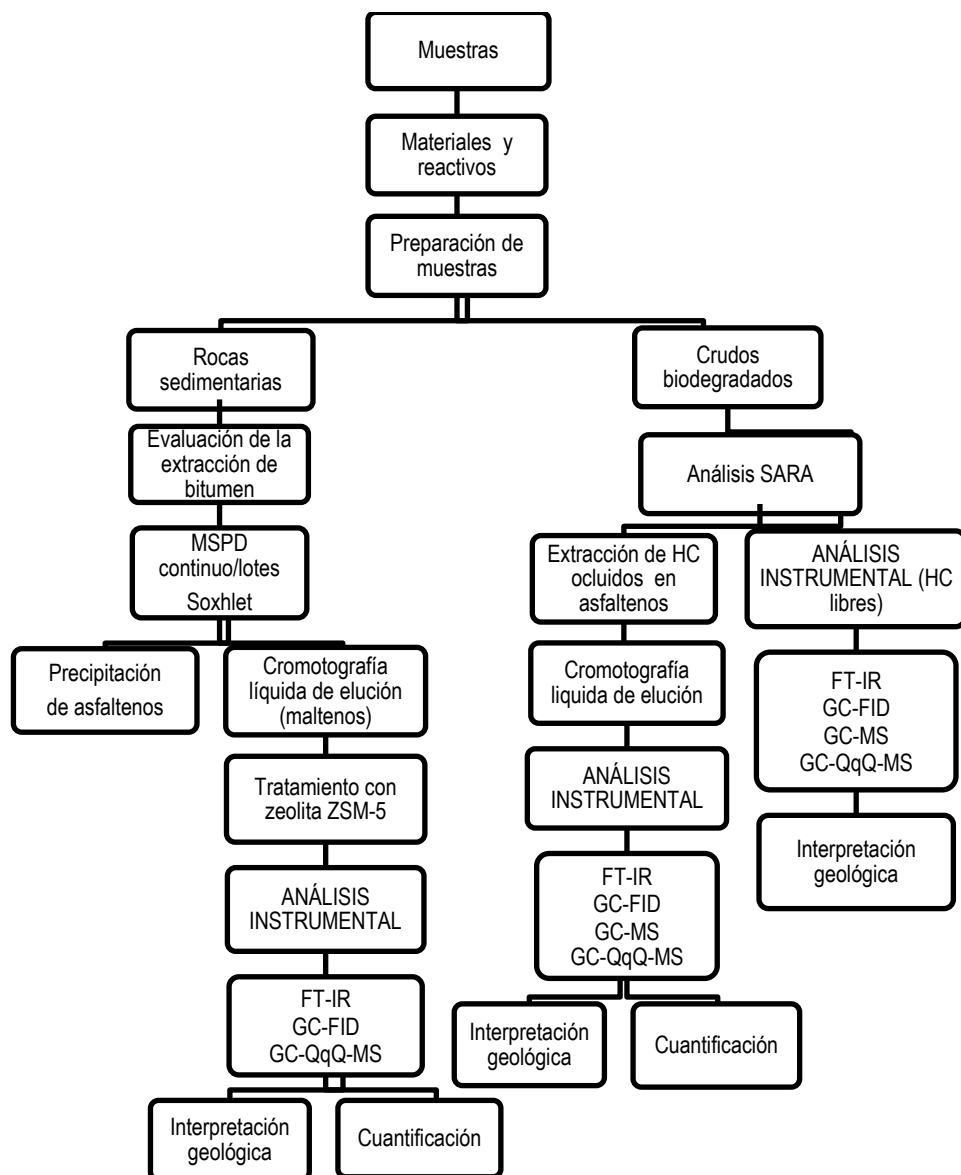 Muestras
Materiales y
reactivos
Preparación de
muestras
Rocas
sedimentarias
Evaluación de la
extracción de
bitumen
MSPD
continuo/lotes
Soxhlet
Precipitación
de asfaltenos
Cromotografía
líquida de elución
(maltenos)
Tratamiento con
zeolita ZSM-5
ANÁLISIS
INSTRUMENTAL
FT-IR
GC-FID
GC-QqQ-MS
Interpretación
geológica
Cuantificación
Crudos
biodegradados
Análisis SARA
Extracción de HC
ocluidos en
asfaltenos
Cromotografía
liquida de elución
ANÁLISIS
INSTRUMENTAL
FT-IR
GC-FID
GC-MS
GC-QqQ-MS
Interpretación
geológica
Cuantificación
ANÁLISIS
INSTRUMENTAL (HC
libres)
FT-IR
GC-FID
GC-MS
GC-QqQ-MS
Interpretación
geológica